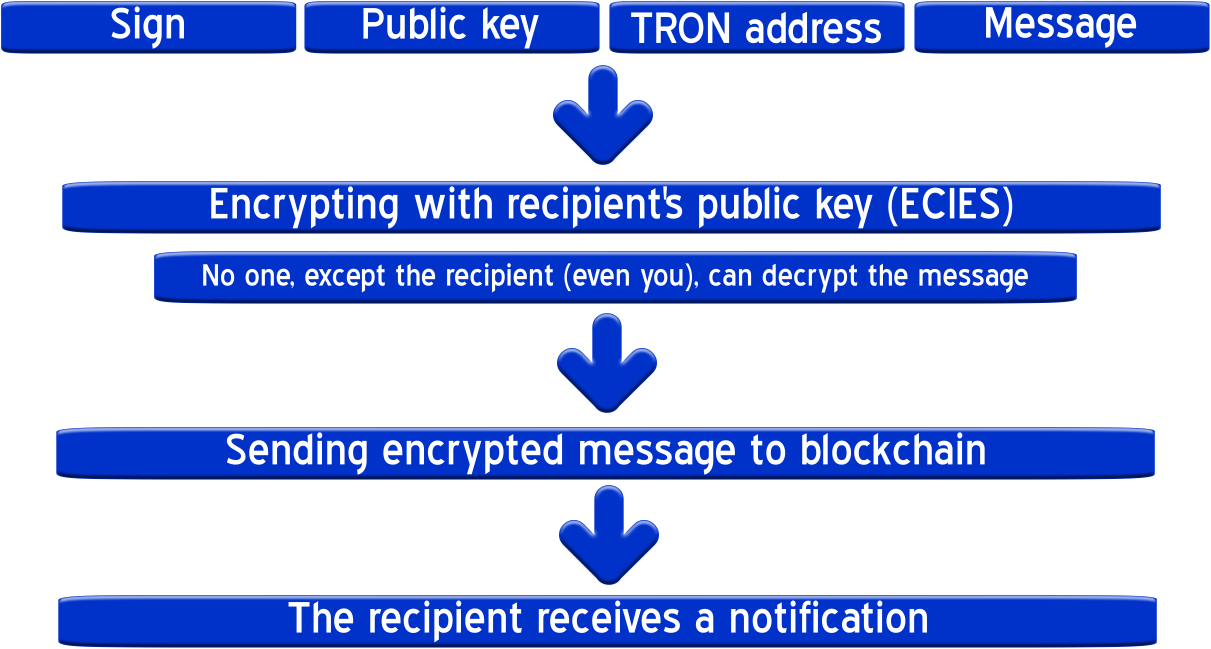 Sign
Public key
TRON address
Message
Encrypting with recipient's public key (ECIES)
No one, except the recipient (even you), can decrypt the message
Sending encrypted message to blockchain
The recipient receives a notification